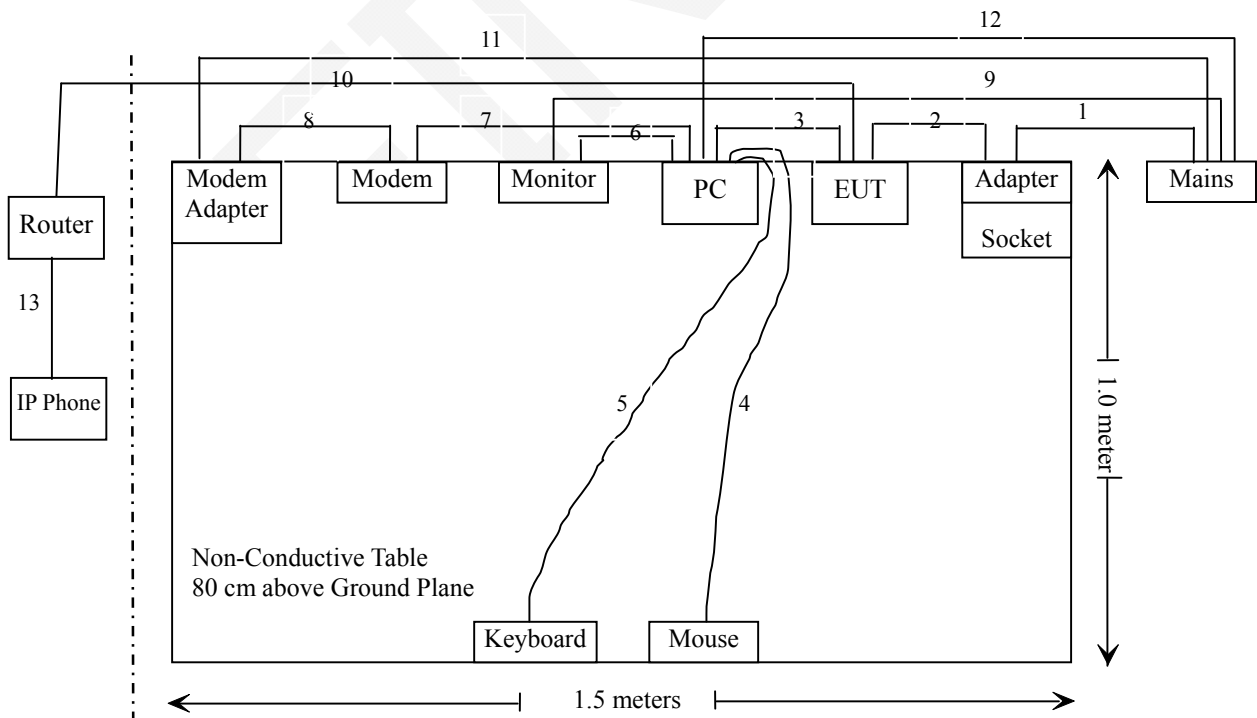 12
11
10
9
8
7
6
3
2
1
Modem
Adapter
Modem
Monitor
PC
EUT
Adapter
Socket
Mains
Router
13
IP Phone
5
4
1.0 meter
Non-Conductive Table
80 cm above Ground Plane
Keyboard
Mouse
1.5 meters